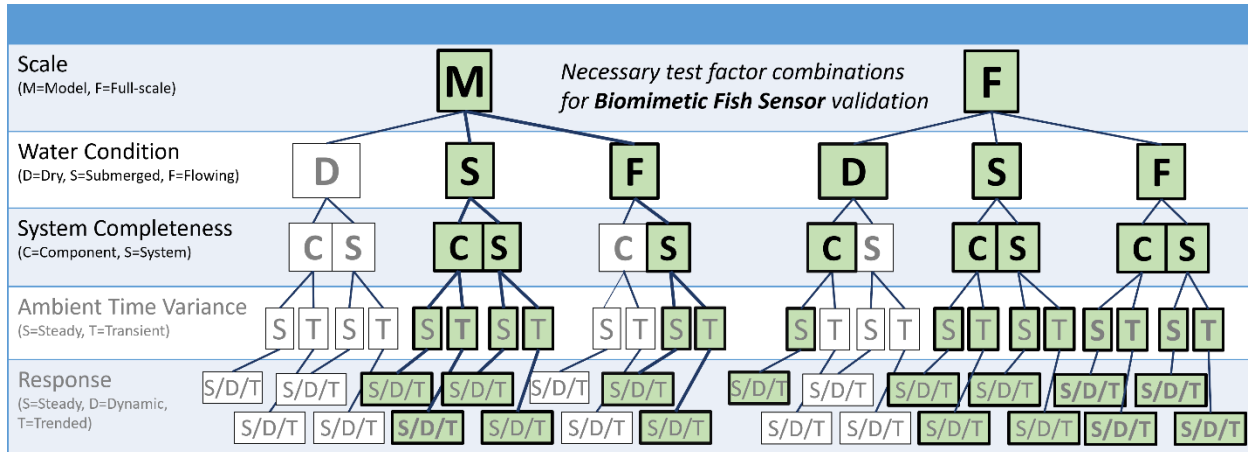 Scale
(M=Model, F=Full-scale)
M
Necessary test factor combinations
for Biomimetic Fish Sensor validation
F
Water Condition
(D=Dry, S=Submerged, F=Flowing)
D S F D S F
System Completeness
(C=Component, S=System)
C S C S C S C S C S C S
Ambient Time Variance
(S=Steady, T=Transient)
S T S T S T S T S T S T S T S T S T S T S T S T
Response
(S=Steady, D=Dynamic,
T=Trended)
S/D/T S/D/T S/D/T S/D/T S/D/T S/D/T S/D/T S/D/T S/D/T S/D/T S/D/T S/D/T
S/D/T S/D/T S/D/T S/D/T S/D/T S/D/T S/D/T S/D/T S/D/T S/D/T S/D/T S/D/T